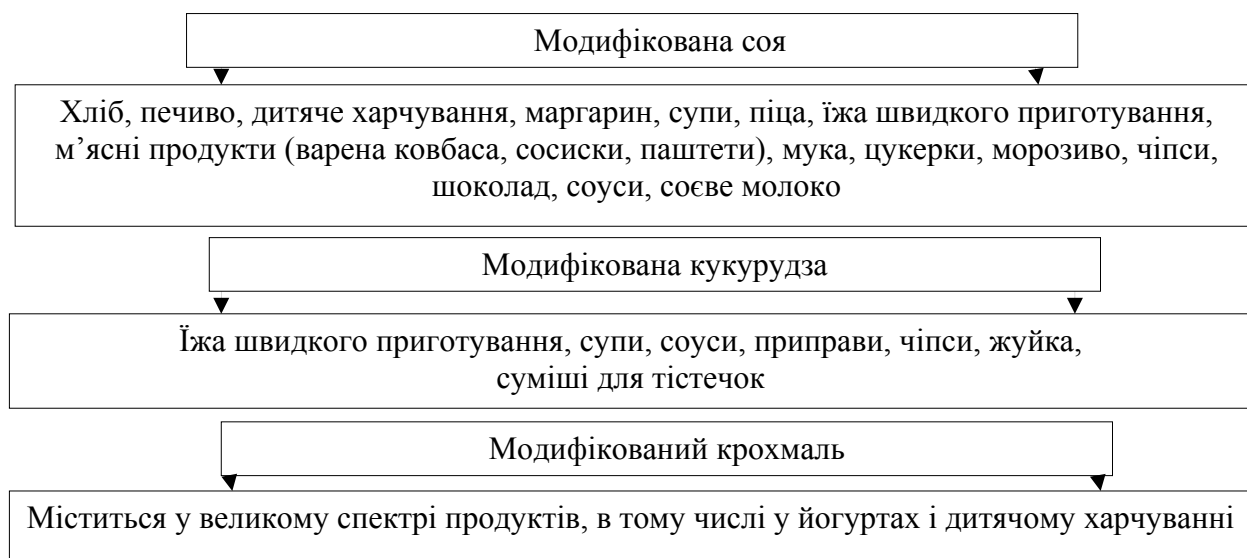 Модифікована соя
Хліб, печиво, дитяче харчування, маргарин, супи, піца, їжа швидкого приготування,
м’ясні продукти (варена ковбаса, сосиски, паштети), мука, цукерки, морозиво, чіпси,
шоколад, соуси, соєве молоко
Модифікована кукурудза
Їжа швидкого приготування, супи, соуси, приправи, чіпси, жуйка,
суміші для тістечок
Модифікований крохмаль
Міститься у великому спектрі продуктів, в тому числі у йогуртах і дитячому харчуванні